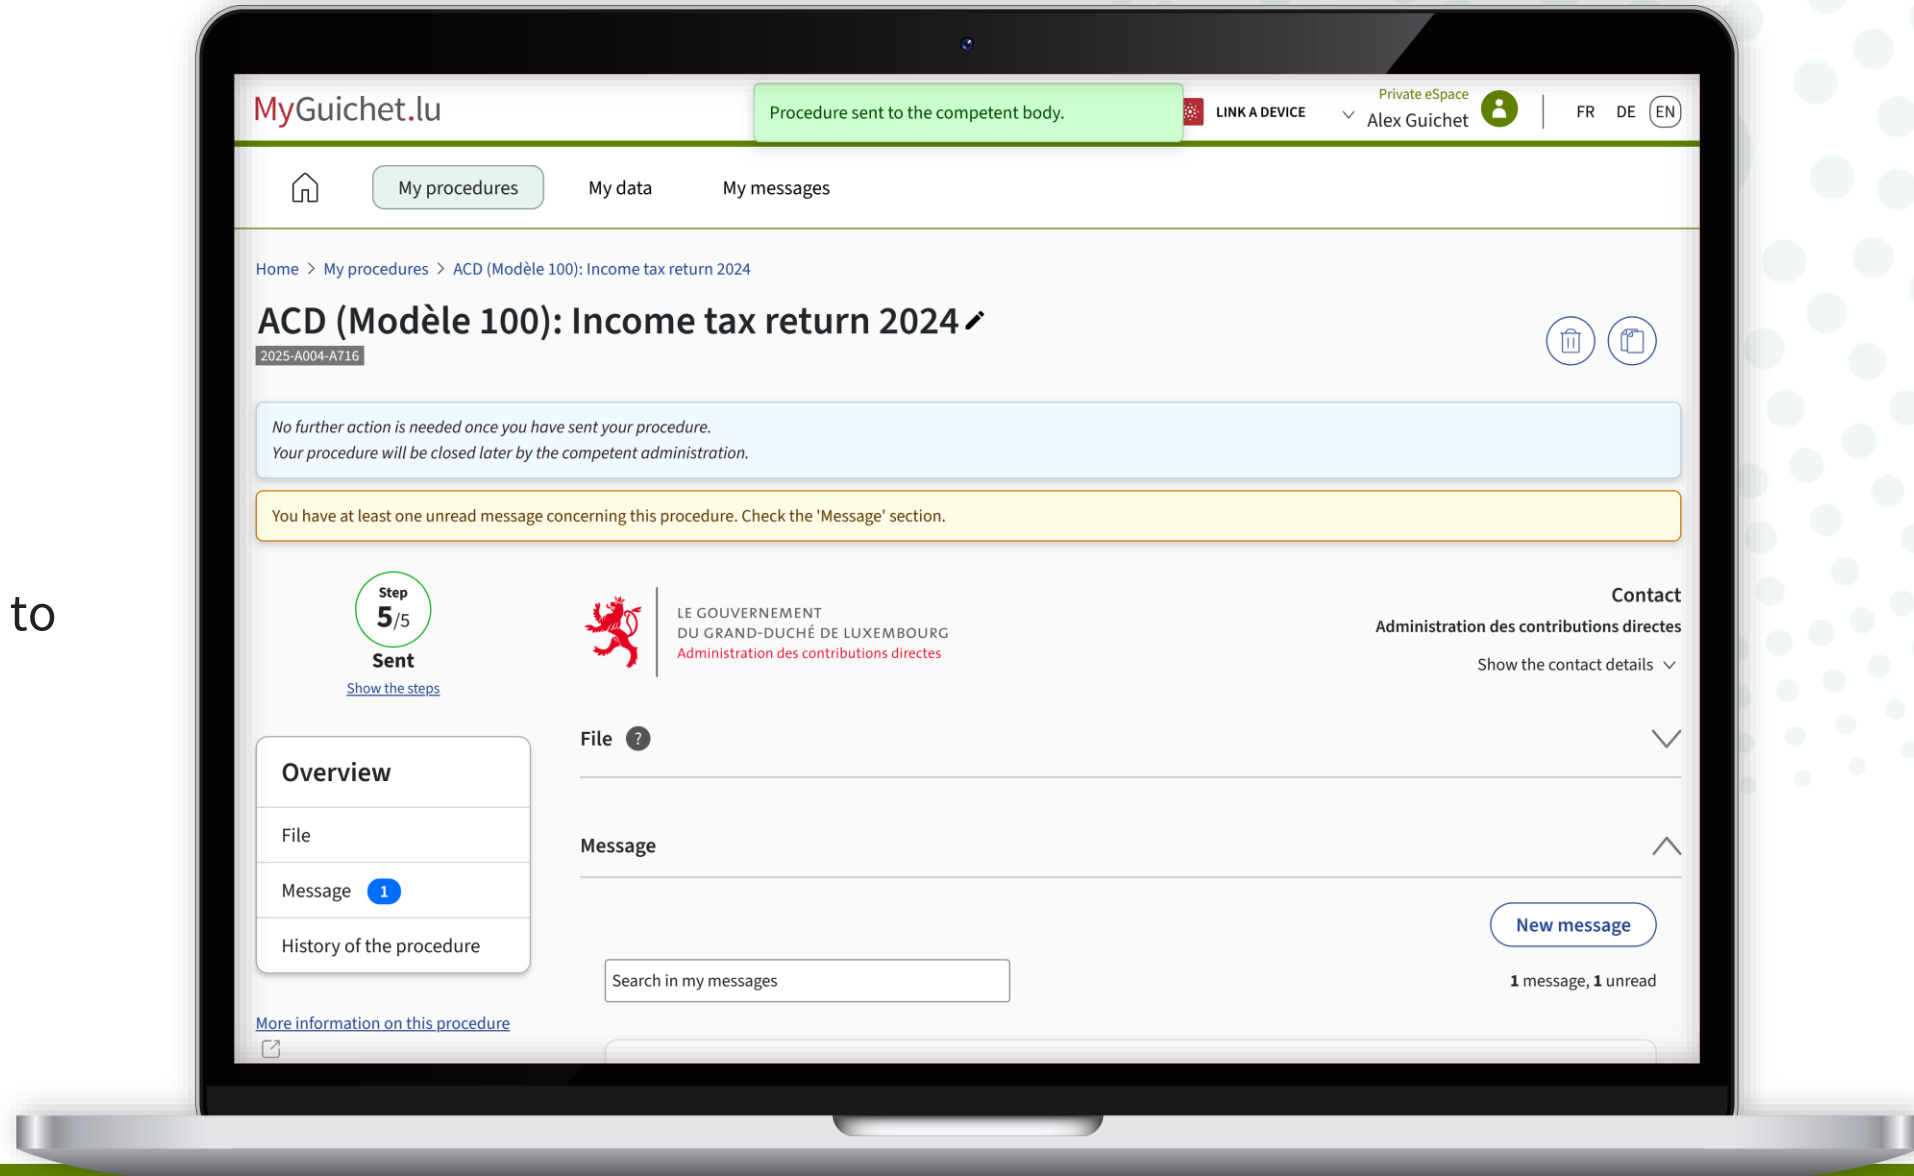 MyGuichet.lu
Procedure sent to the competent body.
LINK A DEVICE
Private eSpace
Alex Guichet
FR DE EN
My procedures
My data
My messages
Home > My procedures > ACD (Modèle 100): Income tax return 2024
ACD (Modèle 100): Income tax return 2024
2025-A004-A716
No further action is needed once you have sent your procedure.
Your procedure will be closed later by the competent administration.
You have at least one unread message concerning this procedure. Check the 'Message' section.
to
Step
5/5
Sent
Show the steps
LE GOUVERNEMENT
DU GRAND-DUCHÉ DE LUXEMBOURG
Administration des contributions directes
Contact
Administration des contributions directes
Show the contact details
Overview
File
Message 1
History of the procedure
More information on this procedure
File ?
Message
New message
Search in my messages
1 message, 1 unread